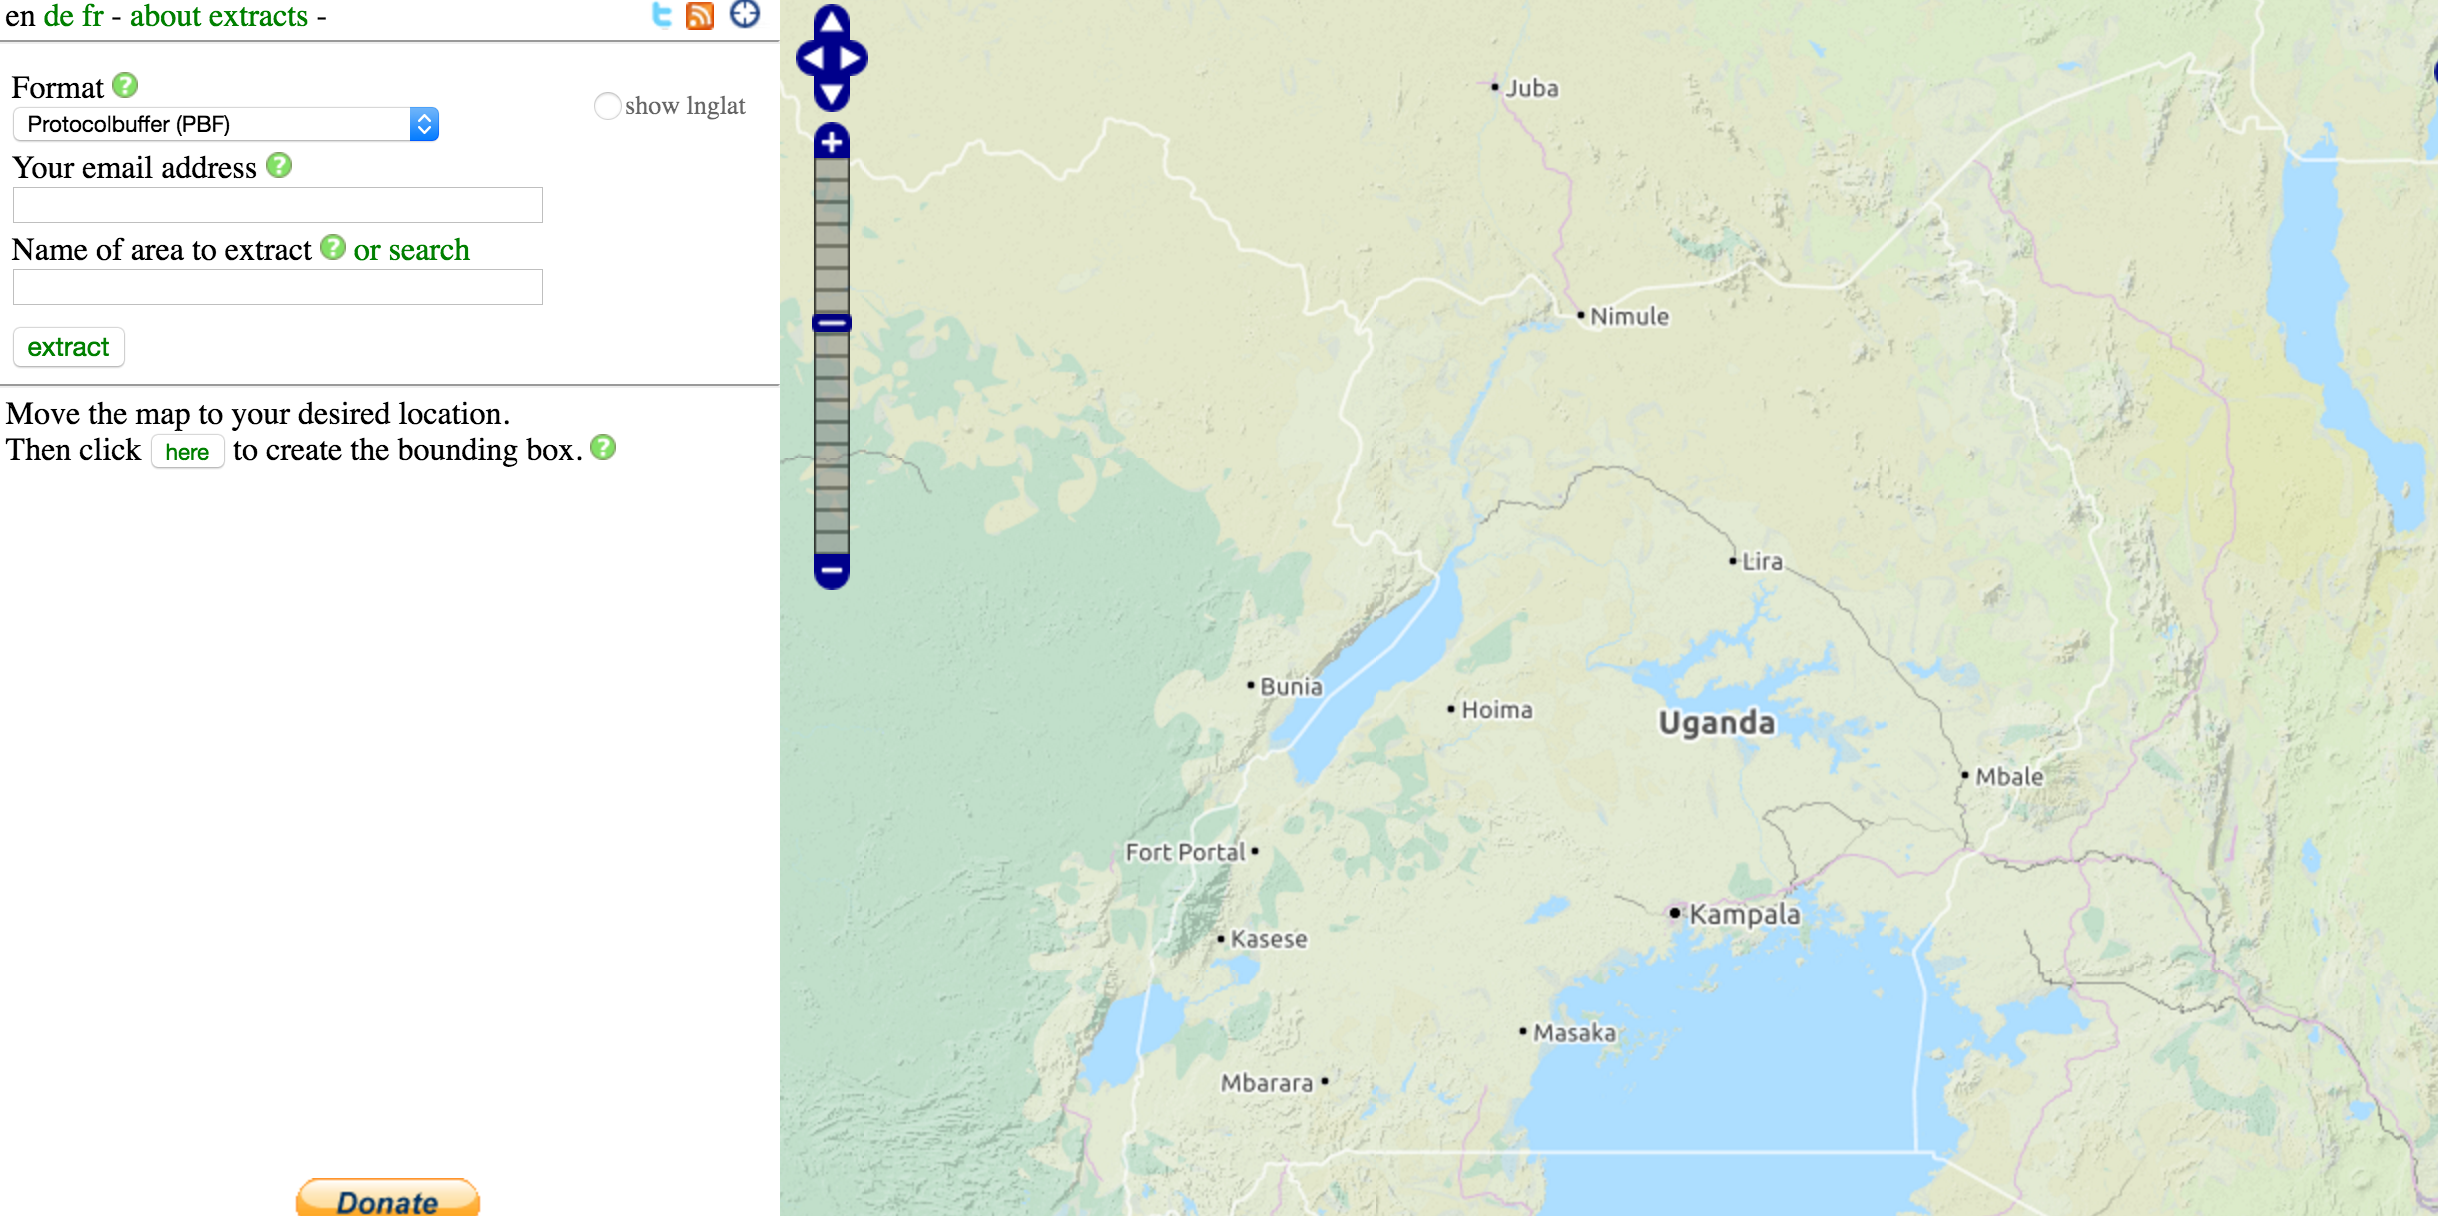 en de fr - about extracts -
Format
Protocolbuffer (PBF)
show lnglat
Your email address
Name of area to extract or search
extract
Move the map to your desired location.
Then click here to create the bounding box.
Donate
Juba
Nimule
Lira
Bunia
Hoima
Uganda
Mbale
Fort Portal
Kampala
Kasese
Masaka
Mbarara